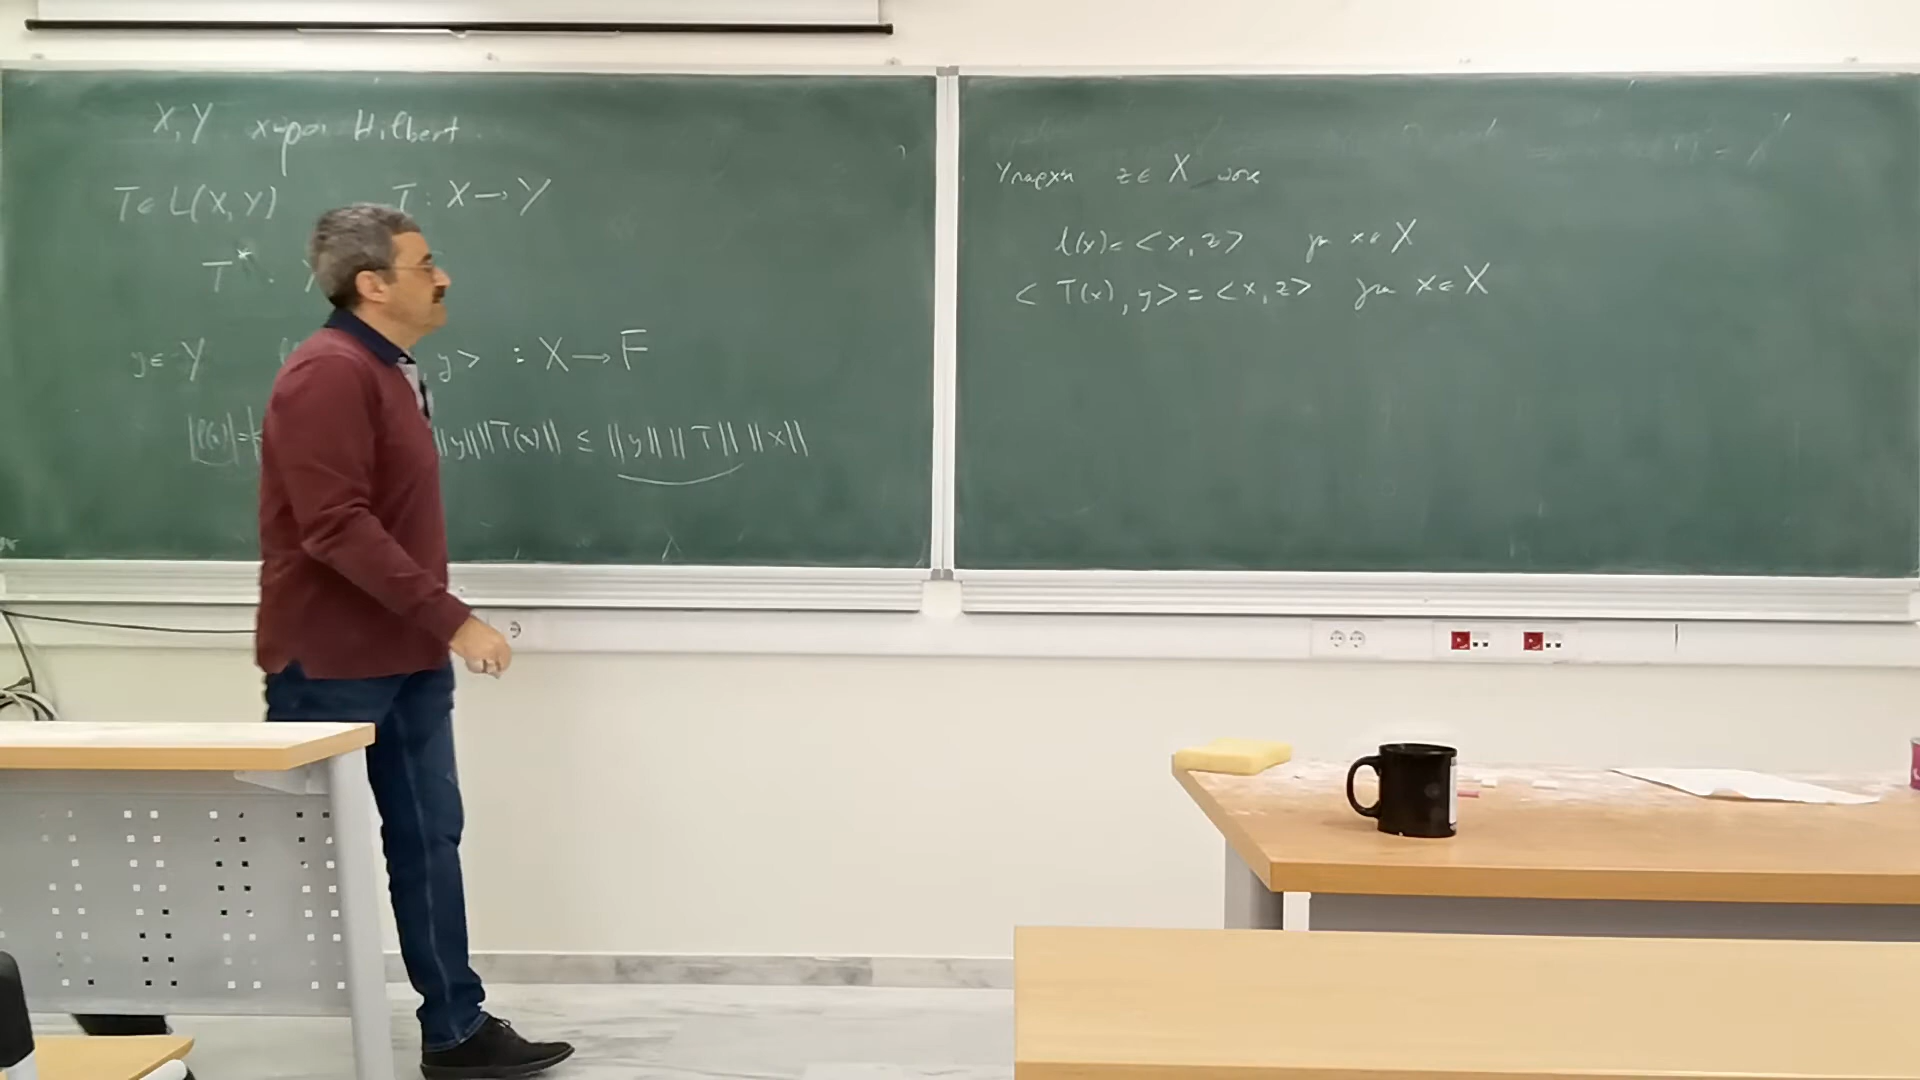 X, Y χώροι Hilbert.
T ∈ L(X, Y) T : X → Y
T* :
y ∈ Y , y > : X → F
|l(x)| = ||y|| ||T(x)|| ≤ ||y|| ||T|| ||x||
Υπάρχει z ∈ X ώστε
l(x) = < x, z > για x ∈ X
< T(x), y > = < x, z > για x ∈ X